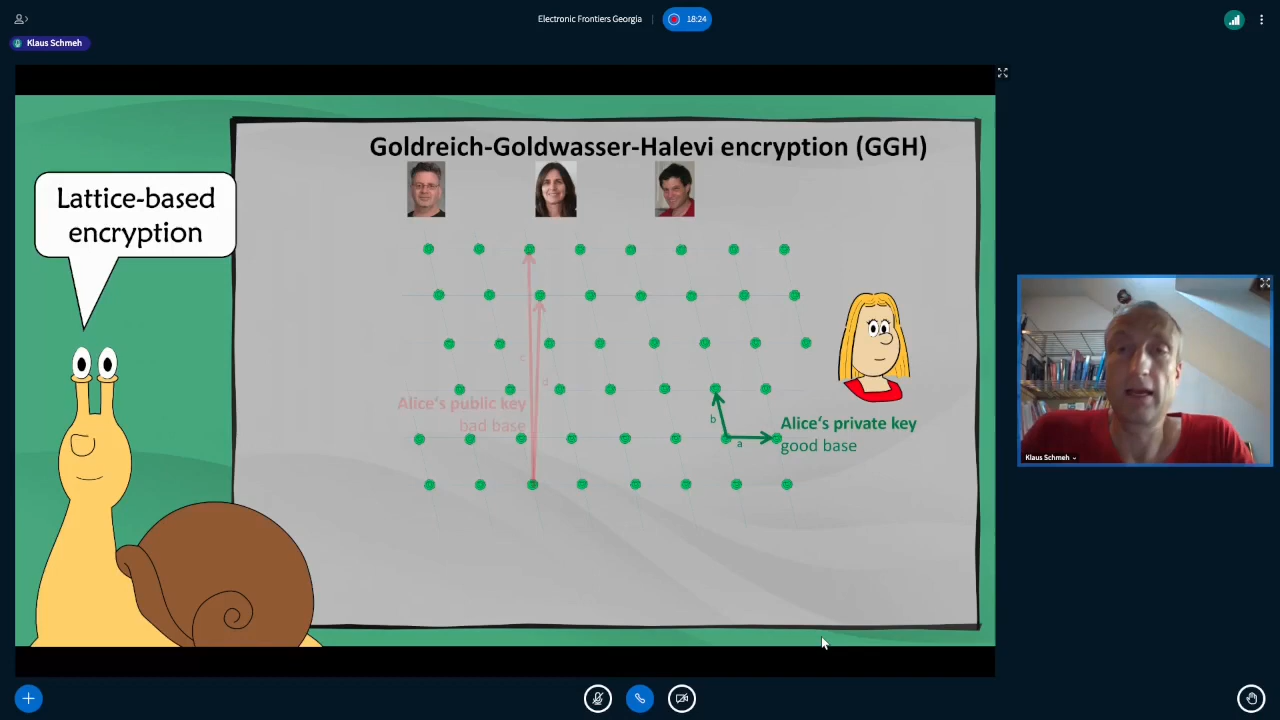 Electronic Frontiers Georgia
18:24
Klaus Schmeh
Goldreich-Goldwasser-Halevi encryption (GGH)
Lattice-based
encryption
c
d
Alice's public key
bad base
b
a
Alice's private key
good base
Klaus Schmeh